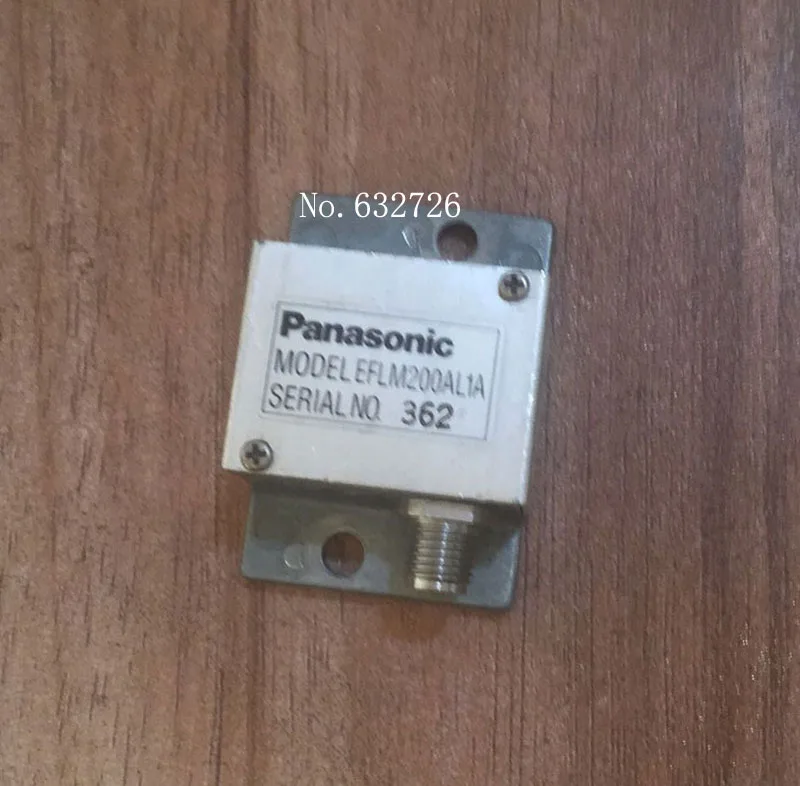 No. 632726
Panasonic
MODEL EFLM200AL1A
SERIAL NO. 362